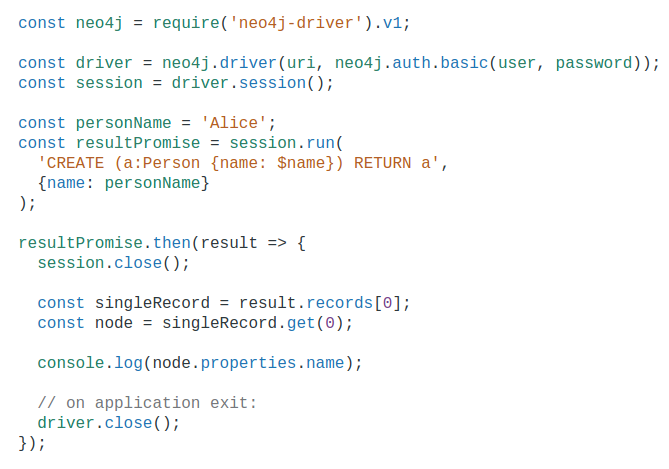 const neo4j = require('neo4j-driver').v1;

const driver = neo4j.driver(uri, neo4j.auth.basic(user, password));
const session = driver.session();

const personName = 'Alice';
const resultPromise = session.run(
  'CREATE (a:Person {name: $name}) RETURN a',
  {name: personName}
);

resultPromise.then(result => {
  session.close();

  const singleRecord = result.records[0];
  const node = singleRecord.get(0);

  console.log(node.properties.name);

  // on application exit:
  driver.close();
});